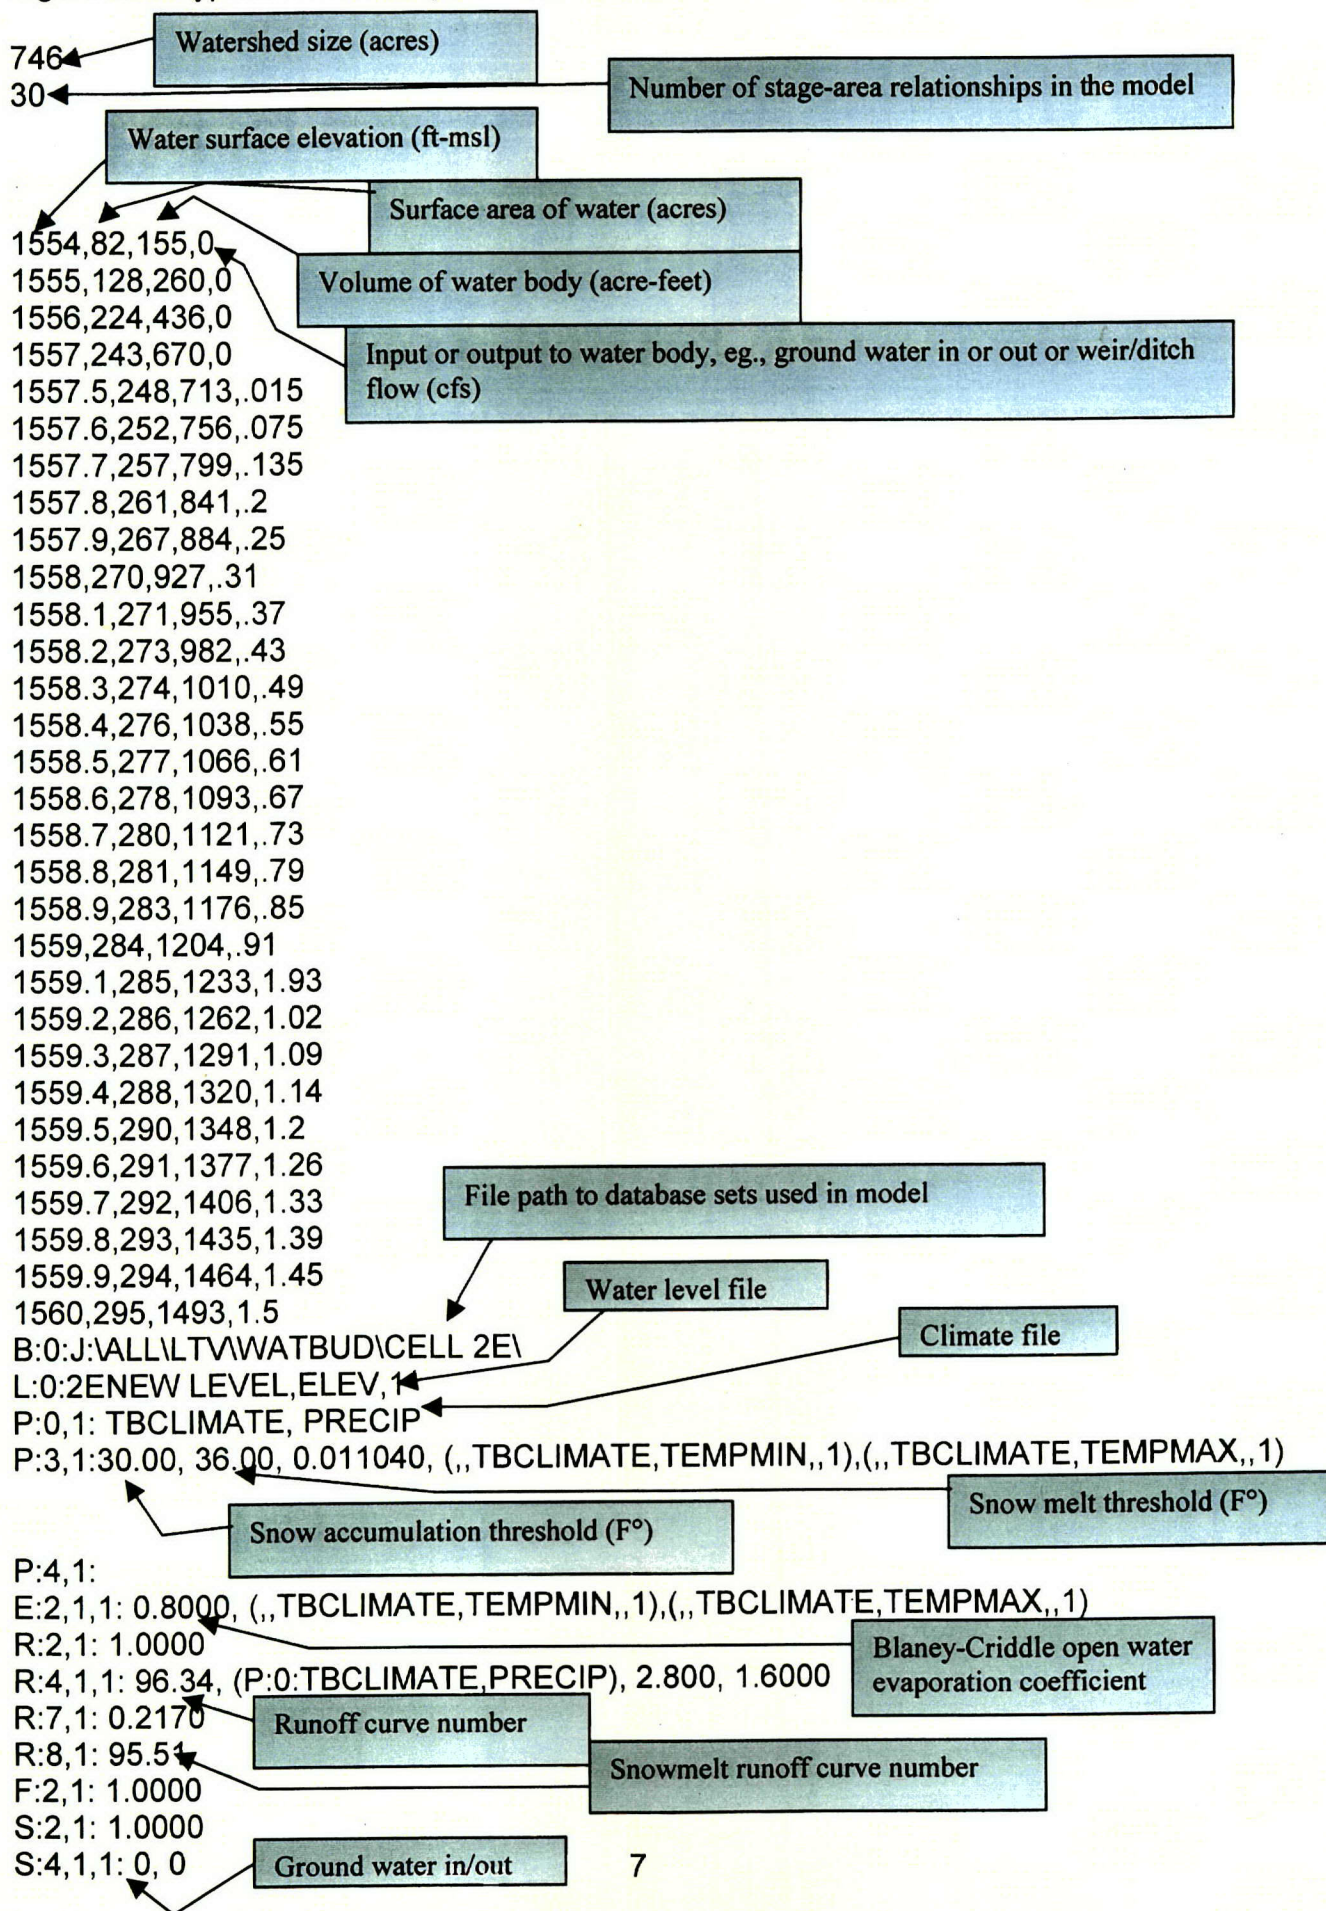 746
Watershed size (acres)
30
Number of stage-area relationships in the model
Water surface elevation (ft-msl)
Surface area of water (acres)
1554,82,155,0
Volume of water body (acre-feet)
1555,128,260,0
1556,224,436,0
Input or output to water body, eg., ground water in or out or weir/ditch
flow (cfs)
1557,243,670,0
1557.5,248,713,.015
1557.6,252,756,.075
1557.7,257,799,.135
1557.8,261,841,.2
1557.9,267,884,.25
1558,270,927,.31
1558.1,271,955,.37
1558.2,273,982,.43
1558.3,274,1010,.49
1558.4,276,1038,.55
1558.5,277,1066,.61
1558.6,278,1093,.67
1558.7,280,1121,.73
1558.8,281,1149,.79
1558.9,283,1176,.85
1559,284,1204,.91
1559.1,285,1233,1.93
1559.2,286,1262,1.02
1559.3,287,1291,1.09
1559.4,288,1320,1.14
1559.5,290,1348,1.2
1559.6,291,1377,1.26
1559.7,292,1406,1.33
File path to database sets used in model
1559.8,293,1435,1.39
1559.9,294,1464,1.45
Water level file
1560,295,1493,1.5
Climate file
B:0:J:\ALL\LTV\WATBUD\CELL 2E\
L:0:2ENEW LEVEL,ELEV,1
P:0,1: TBCLIMATE, PRECIP
P:3,1:30.00, 36.00, 0.011040, (,,TBCLIMATE,TEMPMIN,,1),(,,TBCLIMATE,TEMPMAX,,1)
Snow melt threshold (F°)
Snow accumulation threshold (F°)
P:4,1:
E:2,1,1: 0.8000, (,,TBCLIMATE,TEMPMIN,,1),(,,TBCLIMATE,TEMPMAX,,1)
R:2,1: 1.0000
Blaney-Criddle open water
evaporation coefficient
R:4,1,1: 96.34, (P:0:TBCLIMATE,PRECIP), 2.800, 1.6000
R:7,1: 0.2170
Runoff curve number
R:8,1: 95.51
Snowmelt runoff curve number
F:2,1: 1.0000
S:2,1: 1.0000
S:4,1,1: 0, 0
Ground water in/out
7